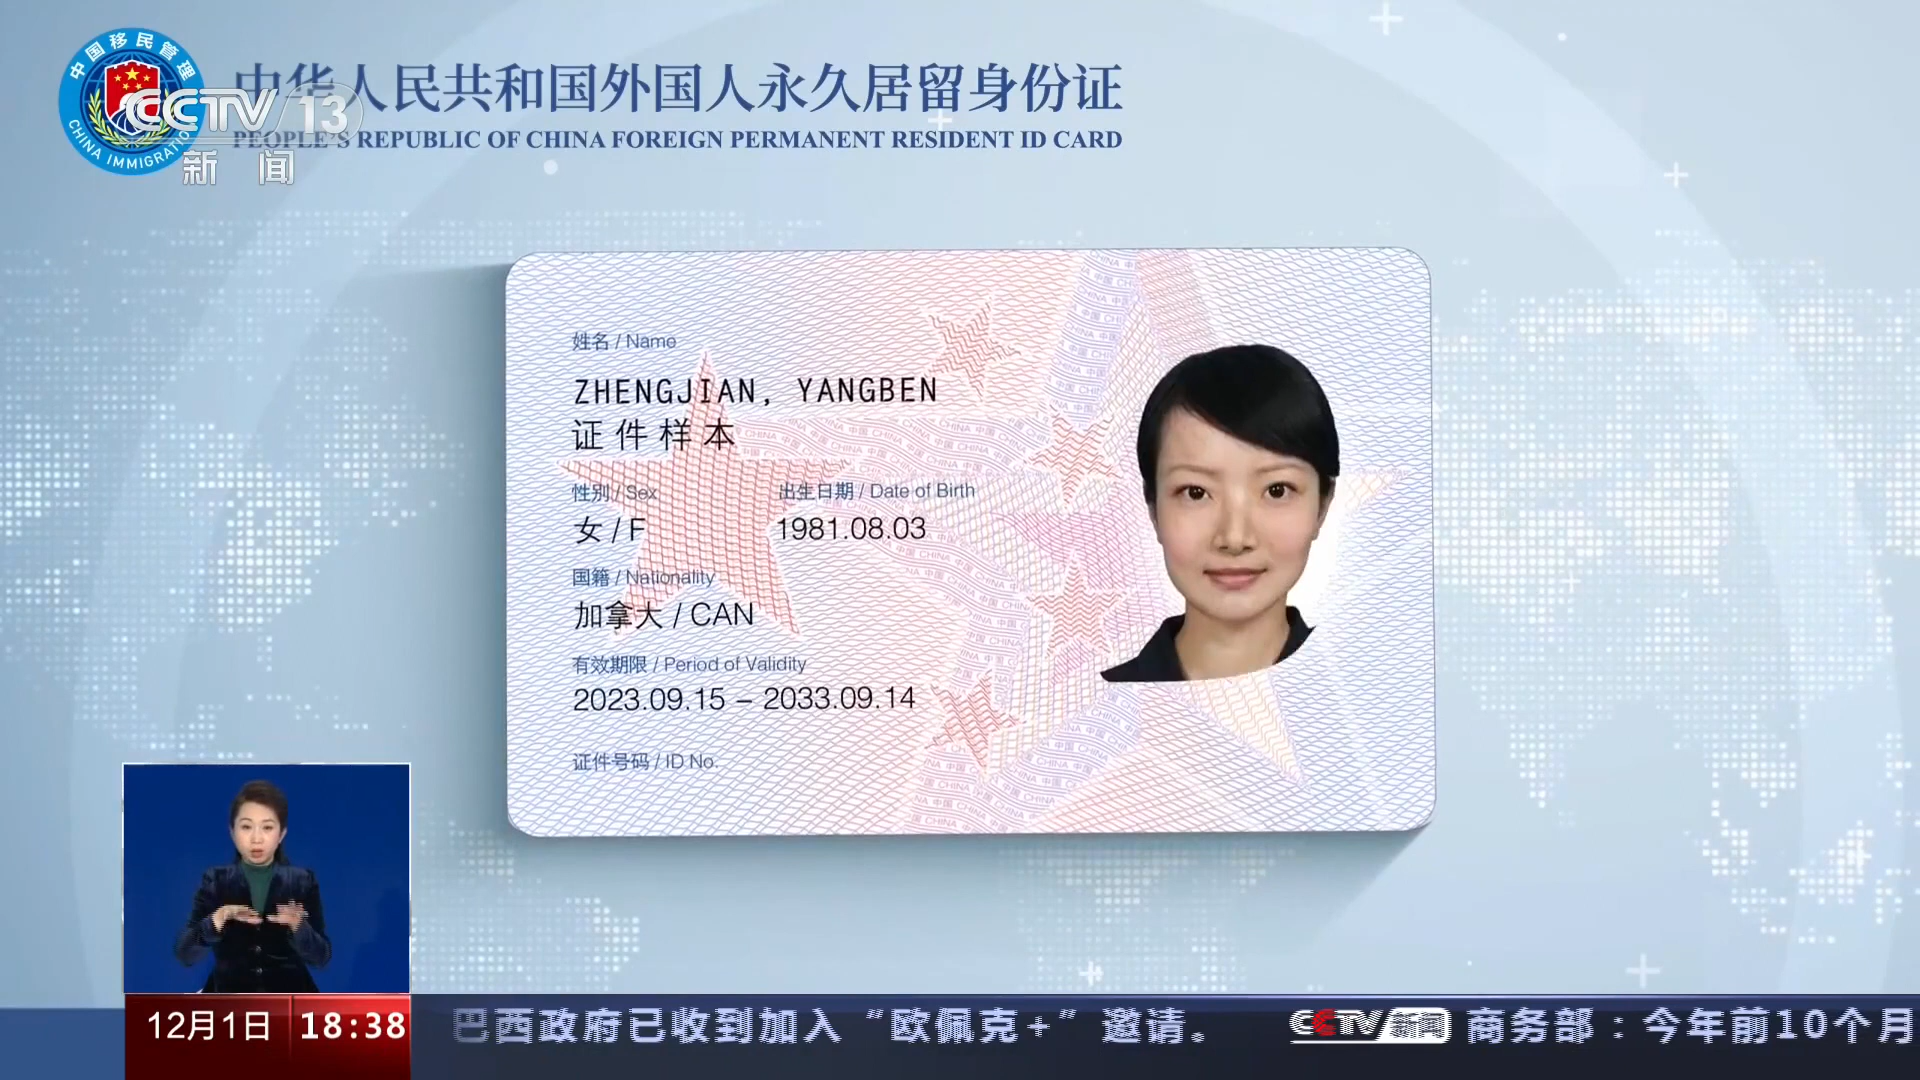 中国移民管理
CHINA IMMIGRATION
CCTV 13
新闻
中华人民共和国外国人永久居留身份证
PEOPLE'S REPUBLIC OF CHINA FOREIGN PERMANENT RESIDENT ID CARD
姓名 / Name
ZHENGJIAN, YANGBEN
证件样本
性别 / Sex
出生日期 / Date of Birth
女 / F
1981.08.03
国籍 / Nationality
加拿大 / CAN
有效期限 / Period of Validity
2023.09.15 – 2033.09.14
证件号码 / ID No.
12月1日 18:38
巴西政府已收到加入“欧佩克+”邀请。 CCTV新闻 商务部：今年前10个月